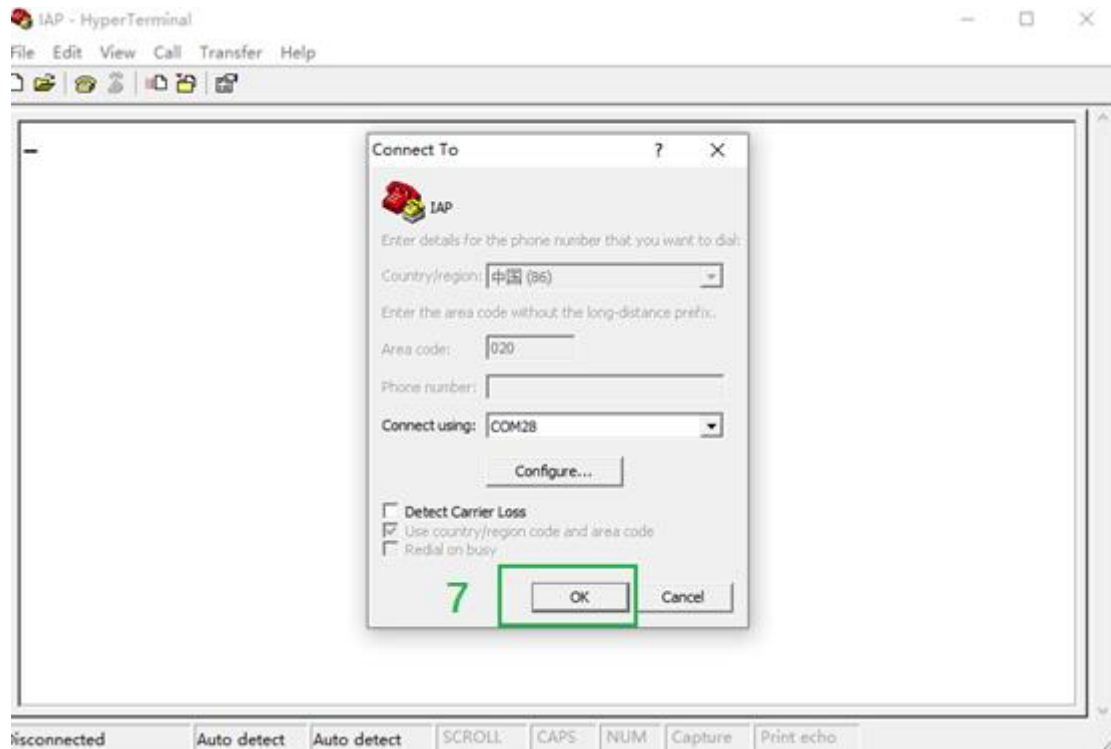 IAP - HyperTerminal
File Edit View Call Transfer Help
Connect To
IAP
Enter details for the phone number that you want to dial:
Country/region: 中国 (86)
Enter the area code without the long-distance prefix.
Area code: 020
Phone number:
Connect using: COM28
Configure...
Detect Carrier Loss
Use country/region code and area code
Redial on busy
7 OK Cancel
isconnected Auto detect Auto detect SCROLL CAPS NUM Capture Print echo